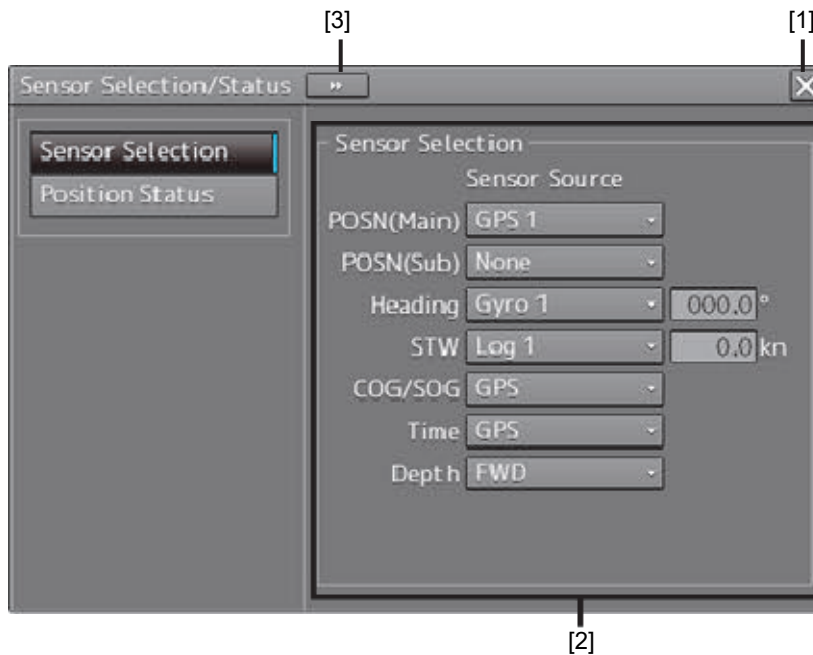 [3] [1]
Sensor Selection/Status
Sensor Selection
Position Status
Sensor Selection
Sensor Source
POSN(Main) GPS 1
POSN(Sub) None
Heading Gyro 1 000.0°
STW Log 1 0.0 kn
COG/SOG GPS
Time GPS
Depth FWD
[2]